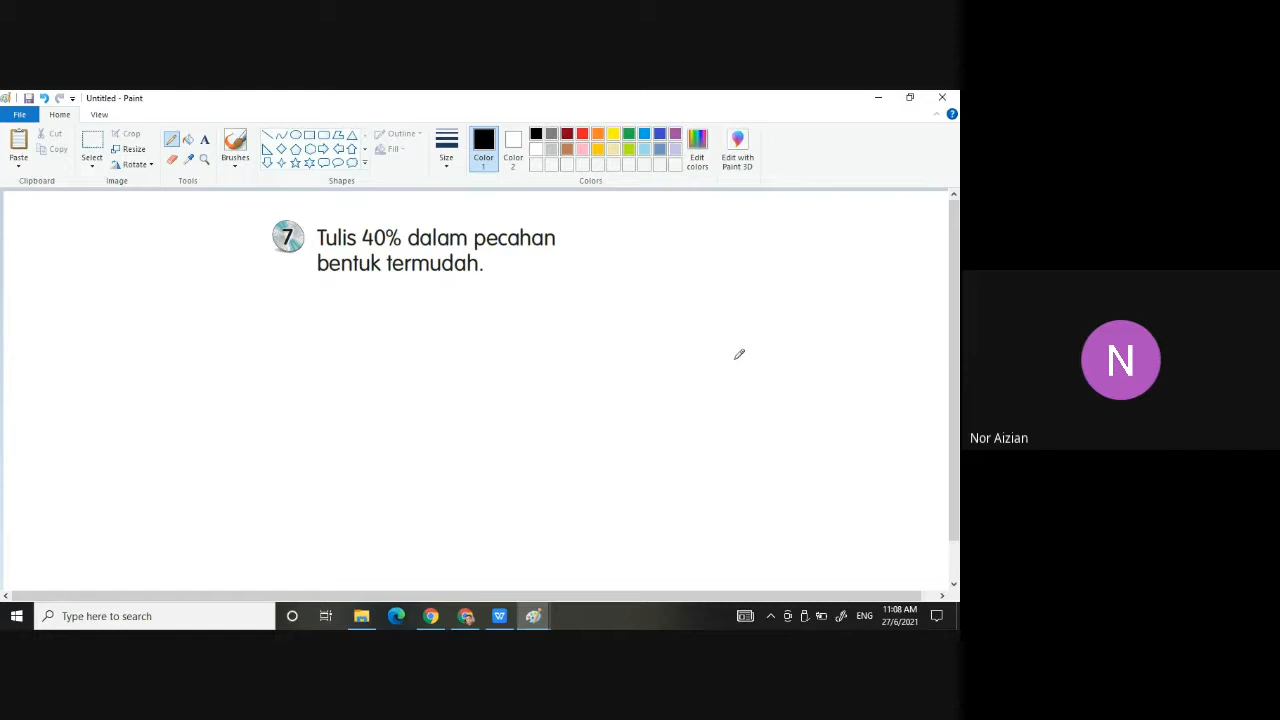 Untitled - Paint
File
Home
View
Paste
Cut
Copy
Clipboard
Select
Crop
Resize
Rotate
Image
A
Tools
Brushes
Shapes
Outline
Fill
Size
Color 1
Color 2
Colors
Edit colors
Edit with Paint 3D
7 Tulis 40% dalam pecahan
bentuk termudah.
N
Nor Aizian
Type here to search
W
ENG
11:08 AM
27/6/2021